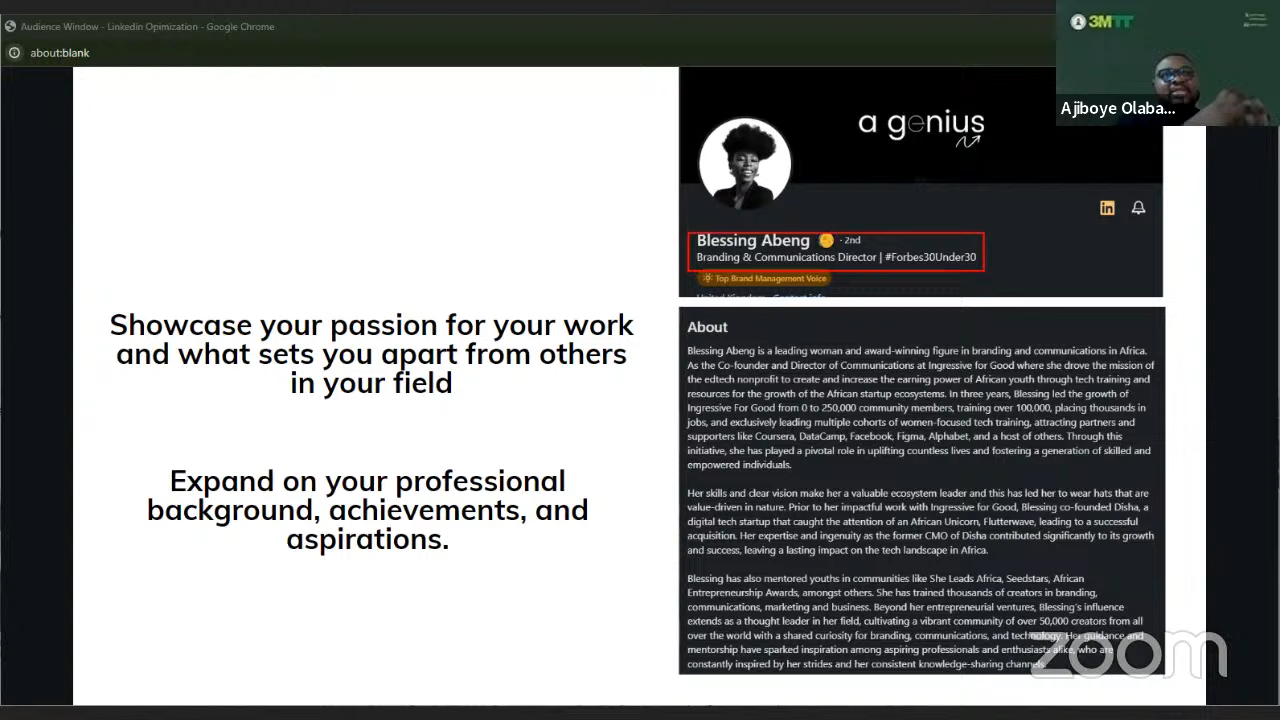 Audience Window - Linkedin Opimization - Google Chrome
about:blank
3MTT
Ajiboye Olaba...
a genius
in
Blessing Abeng · 2nd
Branding & Communications Director | #Forbes30Under30
Top Brand Management Voice
United Kingdom · Contact info
Showcase your passion for your work
and what sets you apart from others
in your field
Expand on your professional
background, achievements, and
aspirations.
About
Blessing Abeng is a leading woman and award-winning figure in branding and communications in Africa.
As the Co-founder and Director of Communications at Ingressive for Good where she drove the mission of
the edtech nonprofit to create and increase the earning power of African youth through tech training and
resources for the growth of the African startup ecosystems. In three years, Blessing led the growth of
Ingressive For Good from 0 to 250,000 community members, training over 100,000, placing thousands in
jobs, and exclusively leading multiple cohorts of women-focused tech training, attracting partners and
supporters like Coursera, DataCamp, Facebook, Figma, Alphabet, and a host of others. Through this
initiative, she has played a pivotal role in uplifting countless lives and fostering a generation of skilled and
empowered individuals.
Her skills and clear vision make her a valuable ecosystem leader and this has led her to wear hats that are
value-driven in nature. Prior to her impactful work with Ingressive for Good, Blessing co-founded Disha, a
digital tech startup that caught the attention of an African Unicorn, Flutterwave, leading to a successful
acquisition. Her expertise and ingenuity as the former CMO of Disha contributed significantly to its growth
and success, leaving a lasting impact on the tech landscape in Africa.
Blessing has also mentored youths in communities like She Leads Africa, Seedstars, African
Entrepreneurship Awards, amongst others. She has trained thousands of creators in branding,
communications, marketing and business. Beyond her entrepreneurial ventures, Blessing's influence
extends as a thought leader in her field, cultivating a vibrant community of over 50,000 creators from all
over the world with a shared curiosity for branding, communications, and technology. Her guidance and
mentorship have sparked inspiration among aspiring professionals and enthusiasts alike, who are
constantly inspired by her strides and her consistent knowledge-sharing channels.
zoom